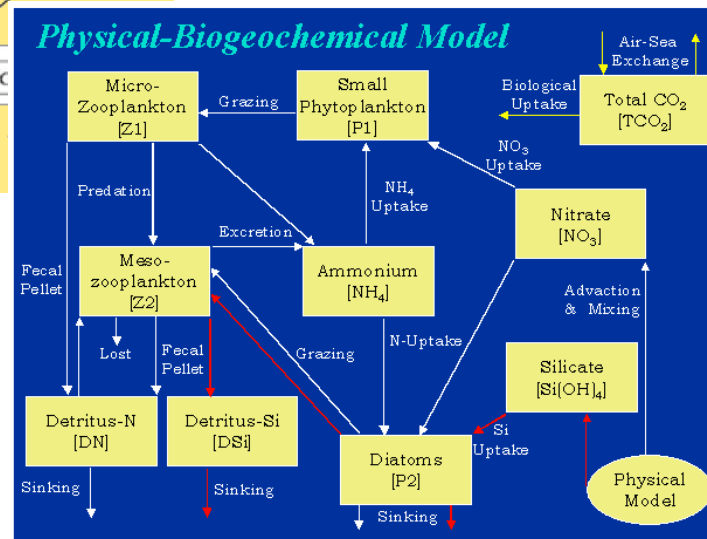 Physical-Biogeochemical Model
Air-Sea
Exchange
Micro-
Zooplankton
[Z1]
Grazing
Small
Phytoplankton
[P1]
Biological
Uptake
Total CO₂
[TCO₂]
NO₃
Uptake
Predation
NH₄
Uptake
Nitrate
[NO₃]
Excretion
Fecal
Pellet
Meso-
zooplankton
[Z2]
Ammonium
[NH₄]
Advaction
& Mixing
Lost
Fecal
Pellet
Grazing
N-Uptake
Silicate
[Si(OH)₄]
Detritus-N
[DN]
Detritus-Si
[DSi]
Diatoms
[P2]
Si
Uptake
Physical
Model
Sinking
Sinking
Sinking